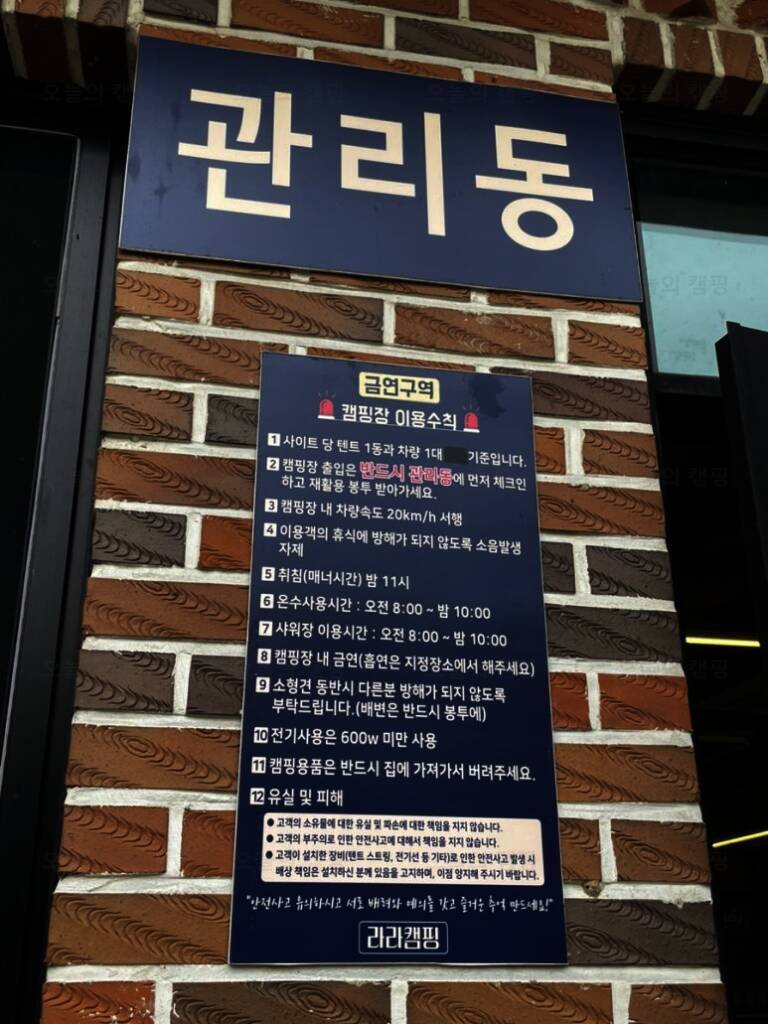 관리동
금연구역
캠핑장 이용수칙
1 사이트 당 텐트 1동과 차량 1대 기준입니다.
2 캠핑장 출입은 반드시 관리동에 먼저 체크인
하고 재활용 봉투 받아가세요.
3 캠핑장 내 차량속도 20km/h 서행
4 이용객의 휴식에 방해가 되지 않도록 소음발생
자제
5 취침(매너시간) 밤 11시
6 온수사용시간 : 오전 8:00 ~ 밤 10:00
7 샤워장 이용시간 : 오전 8:00 ~ 밤 10:00
8 캠핑장 내 금연(흡연은 지정장소에서 해주세요)
9 소형견 동반시 다른분 방해가 되지 않도록
부탁드립니다.(배변은 반드시 봉투에)
10 전기사용은 600w 미만 사용
11 캠핑용품은 반드시 집에 가져가서 버려주세요.
12 유실 및 피해
● 고객의 소유물에 대한 유실 및 파손에 대한 책임을 지지 않습니다.
● 고객의 부주의로 인한 안전사고에 대해서 책임을 지지 않습니다.
● 고객이 설치한 장비(텐트 스트링, 전기선 등 기타)로 인한 안전사고 발생 시
배상 책임은 설치하신 분께 있음을 고지하며, 이점 양지해 주시기 바랍니다.
"안전사고 유의하시고 서로 배려와 예의를 갖고 즐거운 추억 만드세요!"
라라캠핑